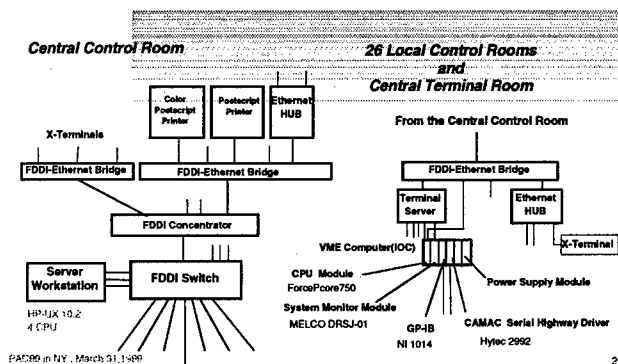 Central Control Room
Color
Postscript
Printer
Postscript
Printer
Ethernet
HUB
X-Terminals
FDDI-Ethernet Bridge
FDDI-Ethernet Bridge
FDDI Concentrator
Server
Workstation
FDDI Switch
HP-UX 10.2
4 CPU
PAC99 in NY , March 31,1999
26 Local Control Rooms
and
Central Terminal Room
From the Central Control Room
FDDI-Ethernet Bridge
Terminal
Server
Ethernet
HUB
X-Terminal
VME Computer(IOC)
CPU Module
ForcePcore750
Power Supply Module
System Monitor Module
MELCO DRSJ-01
GP-IB
NI 1014
CAMAC Serial Highway Driver
Hytec 2992
2